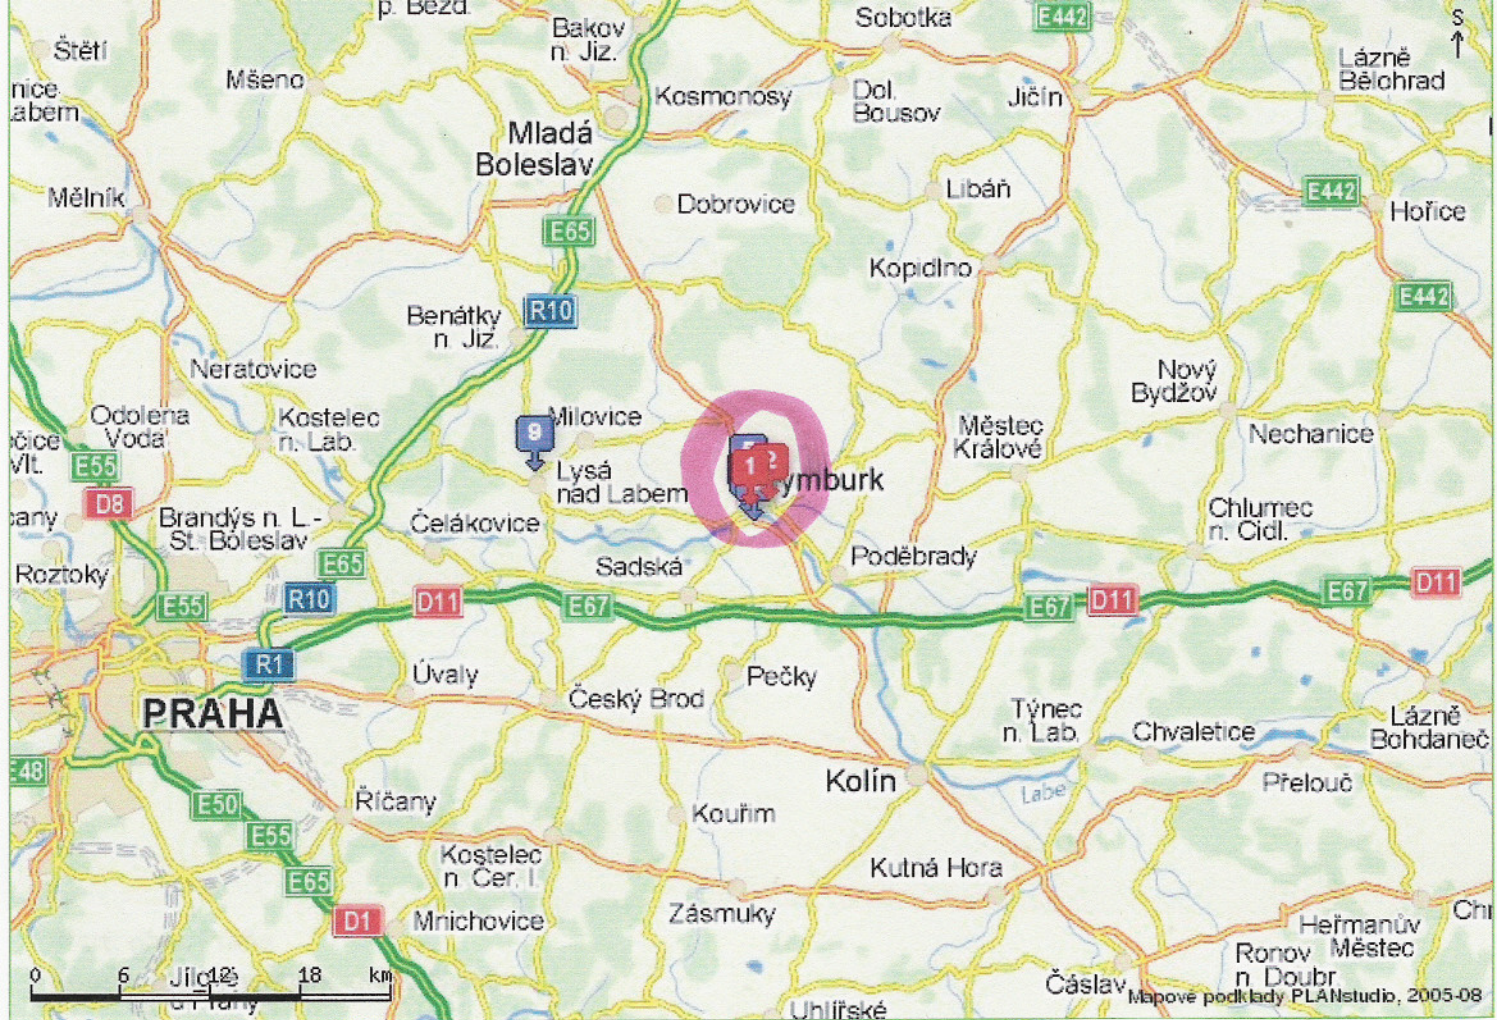 p. Bezd.
Bakov
n. Jiz.
Sobotka
E442
S
Štětí
Mšeno
Lázně
Bělohrad
Kosmonosy
Dol.
Bousov
Jičín
Mladá
Boleslav
Mělník
Dobrovice
Libáň
E442
Hořice
E65
Kopidlno
E442
Benátky
n. Jiz.
R10
Neratovice
Nový
Bydžov
Odolena
Voda
Kostelec
n. Lab.
Milovice
9
Městec
Králové
Nechanice
E55
D8
Lysá
nad Labem
1
2
ymburk
Brandýs n. L.-
St. Boleslav
Čelákovice
Chlumec
n. Cidl.
E65
Sadská
Poděbrady
Roztoky
E55
R10
D11
E67
E67
D11
E67
D11
R1
Úvaly
Pečky
Český Brod
PRAHA
Týnec
n. Lab.
Chvaletice
Lázně
Bohdaneč
E48
Kolín
Labe
Přelouč
E50
Říčany
Kouřim
E55
Kostelec
n. Čer. l.
Kutná Hora
E65
D1
Mnichovice
Zásmuky
Heřmanův
Městec
Ronov
n. Doubr.
Čáslav
0 6 12 18 km
Uhlířské
Mapové podklady PLANstudio, 2005-08